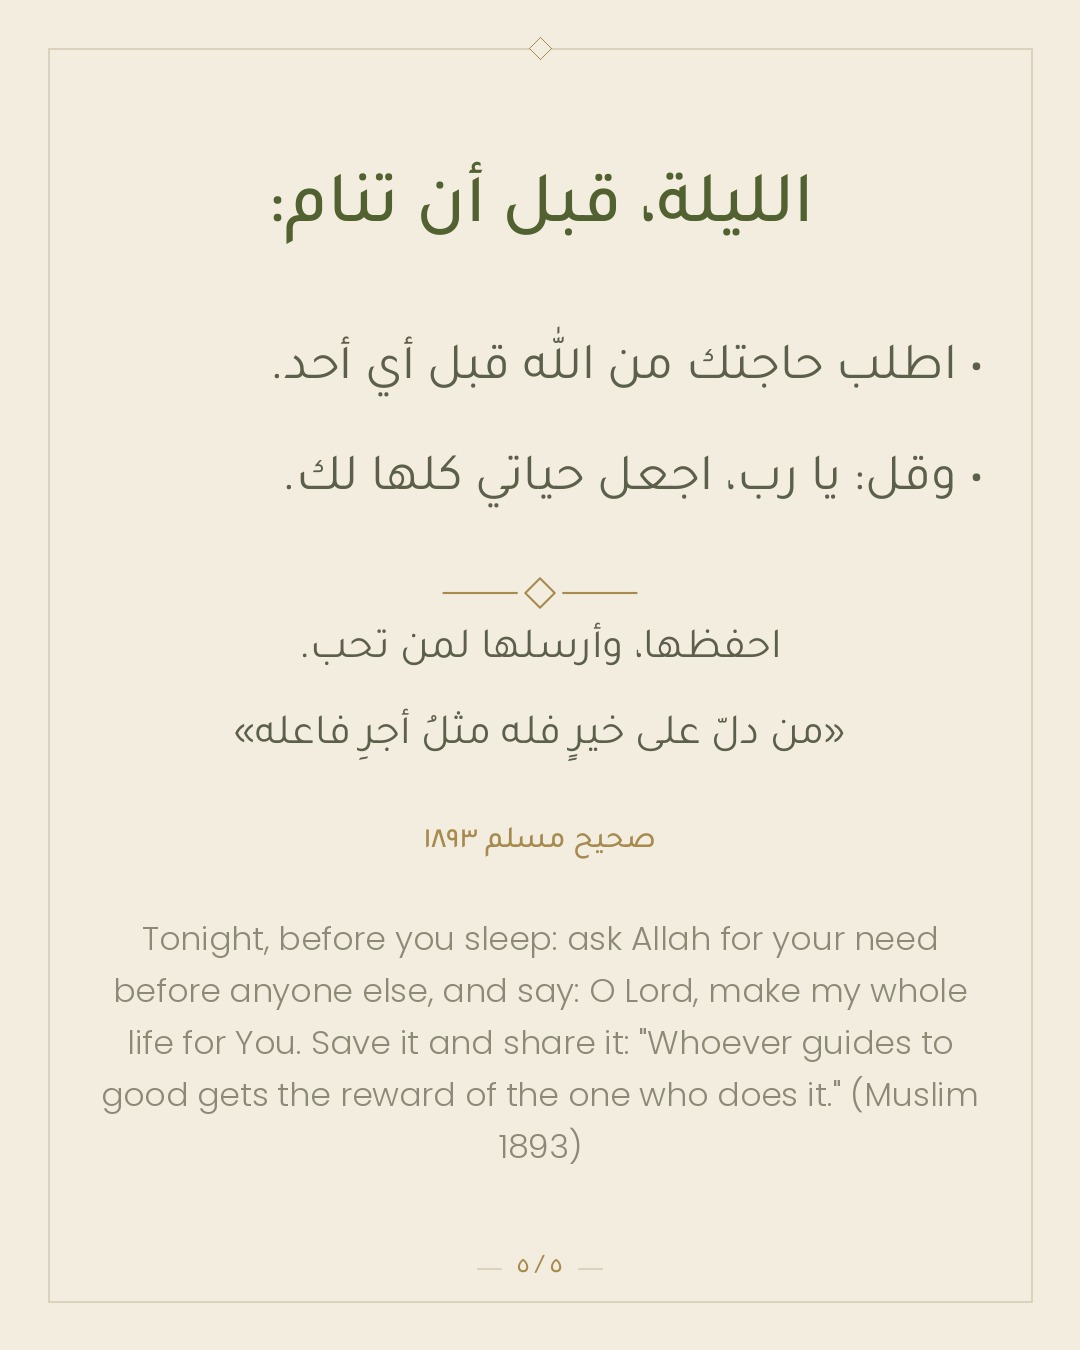 الليلة، قبل أن تنام:
• اطلب حاجتك من الله قبل أي أحد.
• وقل: يا رب، اجعل حياتي كلها لك.
احفظها، وأرسلها لمن تحب.
«من دلّ على خيرٍ فله مثلُ أجرِ فاعله»
صحيح مسلم ١٨٩٣
Tonight, before you sleep: ask Allah for your need
before anyone else, and say: O Lord, make my whole
life for You. Save it and share it: "Whoever guides to
good gets the reward of the one who does it." (Muslim
1893)
٥/٥